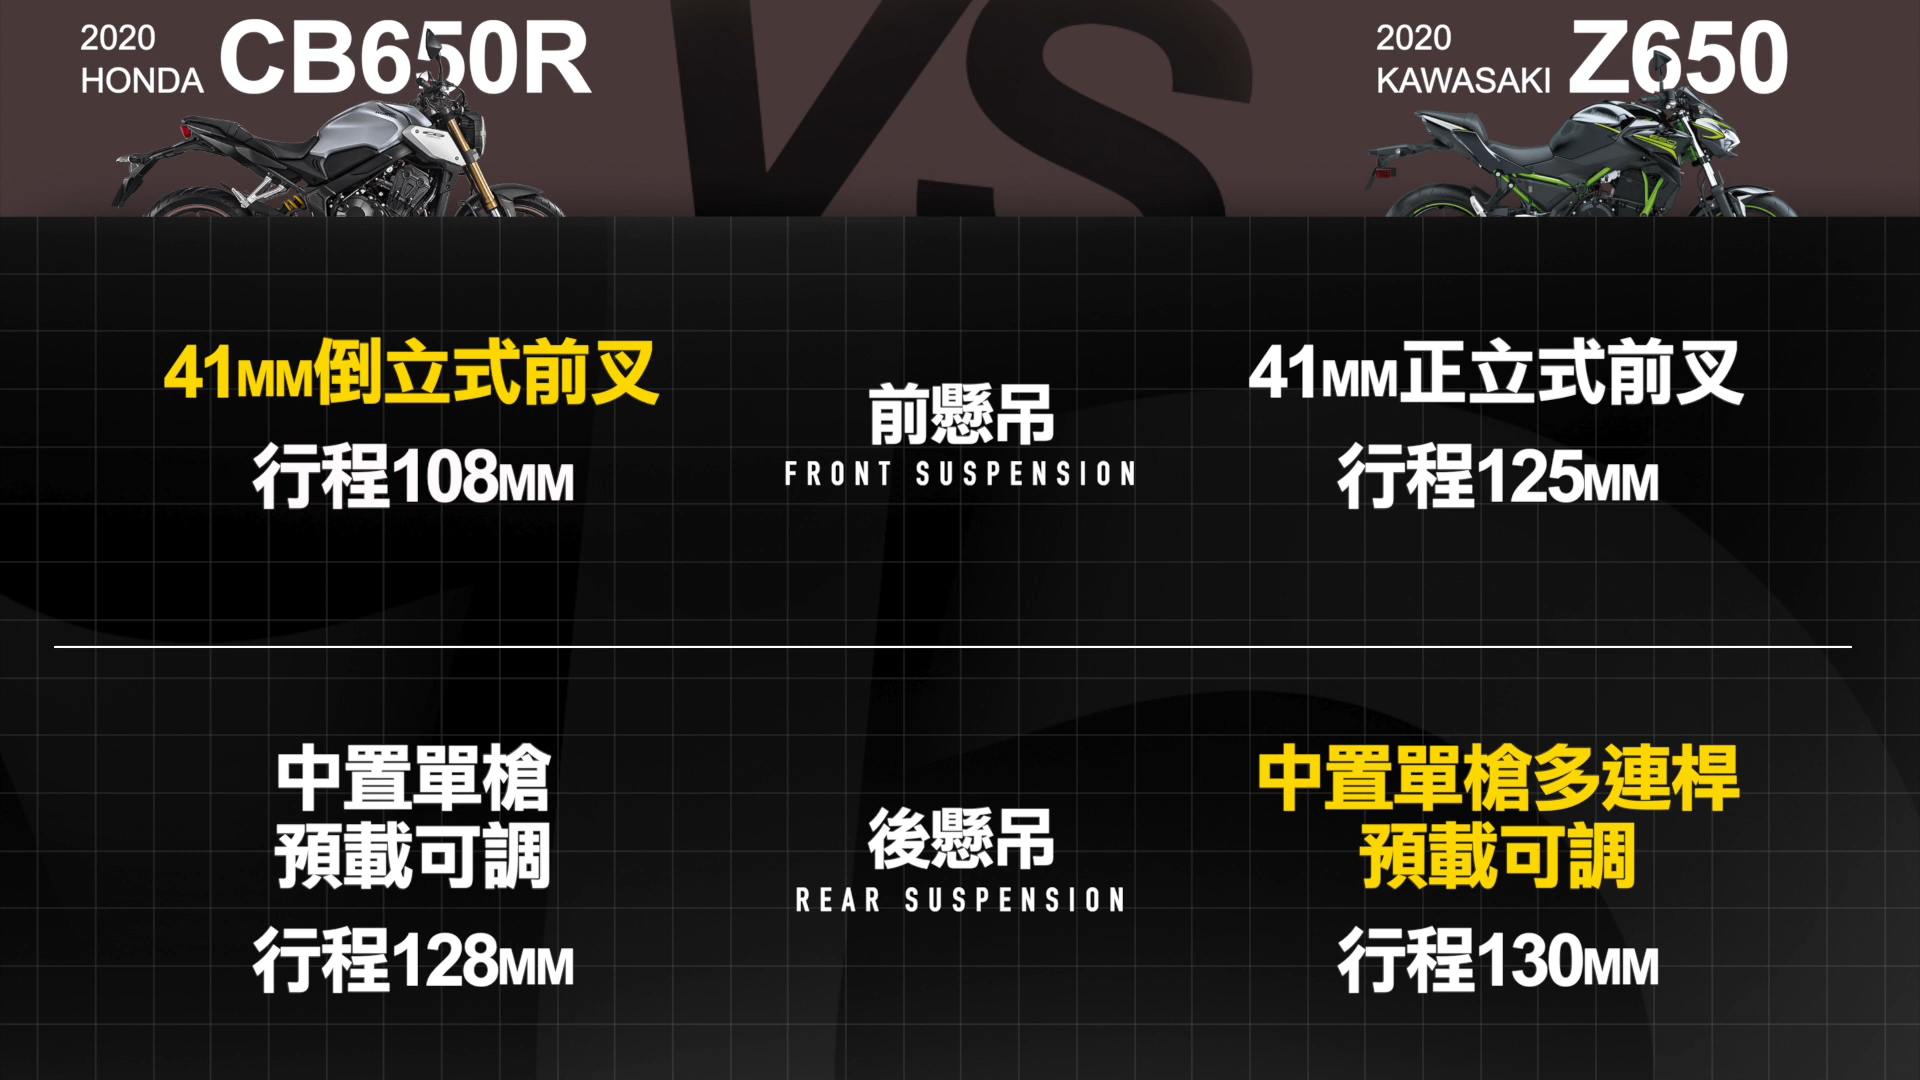 2020
HONDA CB650R
VS
2020
KAWASAKI Z650
41MM倒立式前叉
行程108MM
前懸吊
FRONT SUSPENSION
41MM正立式前叉
行程125MM
中置單槍
預載可調
行程128MM
後懸吊
REAR SUSPENSION
中置單槍多連桿
預載可調
行程130MM